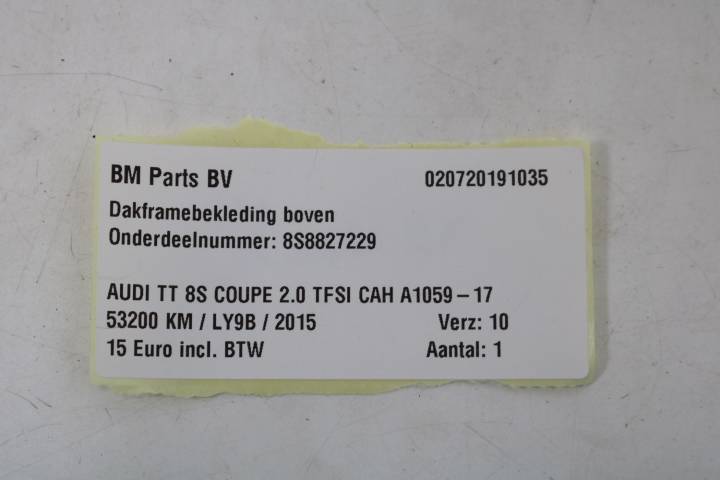 BM Parts BV 020720191035
Dakframebekleding boven
Onderdeelnummer: 8S8827229
AUDI TT 8S COUPE 2.0 TFSI CAH A1059-17
53200 KM / LY9B / 2015 Verz: 10
15 Euro incl. BTW Aantal: 1